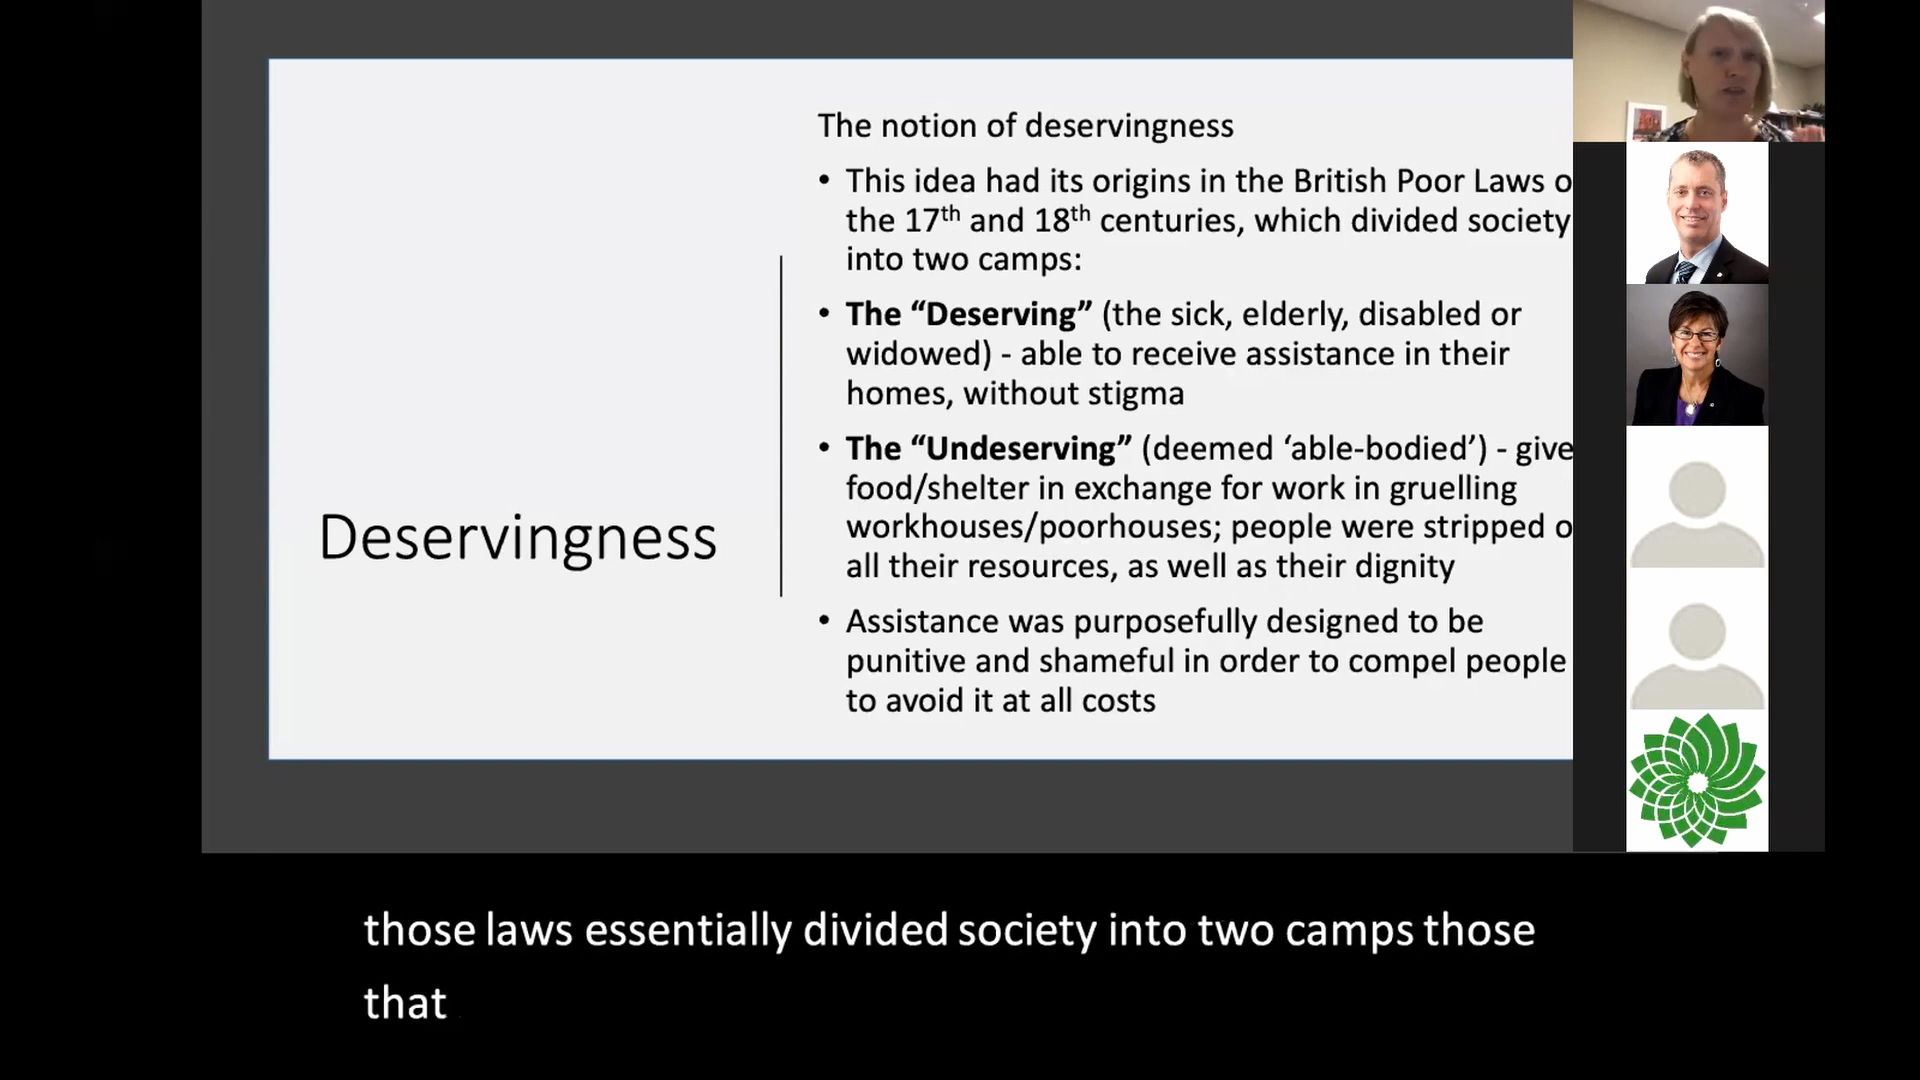 The notion of deservingness
• This idea had its origins in the British Poor Laws o
the 17th and 18th centuries, which divided society
into two camps:
• The “Deserving” (the sick, elderly, disabled or
widowed) - able to receive assistance in their
homes, without stigma
• The “Undeserving” (deemed ‘able-bodied’) - give
food/shelter in exchange for work in gruelling
workhouses/poorhouses; people were stripped o
all their resources, as well as their dignity
• Assistance was purposefully designed to be
punitive and shameful in order to compel people
to avoid it at all costs
Deservingness
those laws essentially divided society into two camps those
that